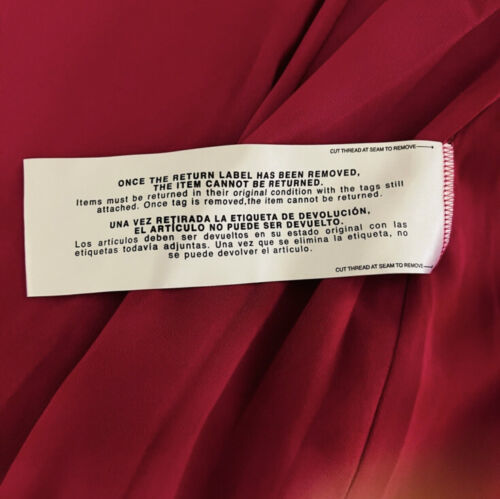 CUT THREAD AT SEAM TO REMOVE
ONCE THE RETURN LABEL HAS BEEN REMOVED,
THE ITEM CANNOT BE RETURNED.
Items must be returned in their original condition with the tags still
attached. Once tag is removed,the item cannot be returned.
UNA VEZ RETIRADA LA ETIQUETA DE DEVOLUCIÓN,
EL ARTÍCULO NO PUEDE SER DEVUELTO.
Los artículos deben ser devueltos en su estado original con las
etiquetas todavía adjuntas. Una vez que se elimina la etiqueta, no
se puede devolver el artículo.
CUT THREAD AT SEAM TO REMOVE